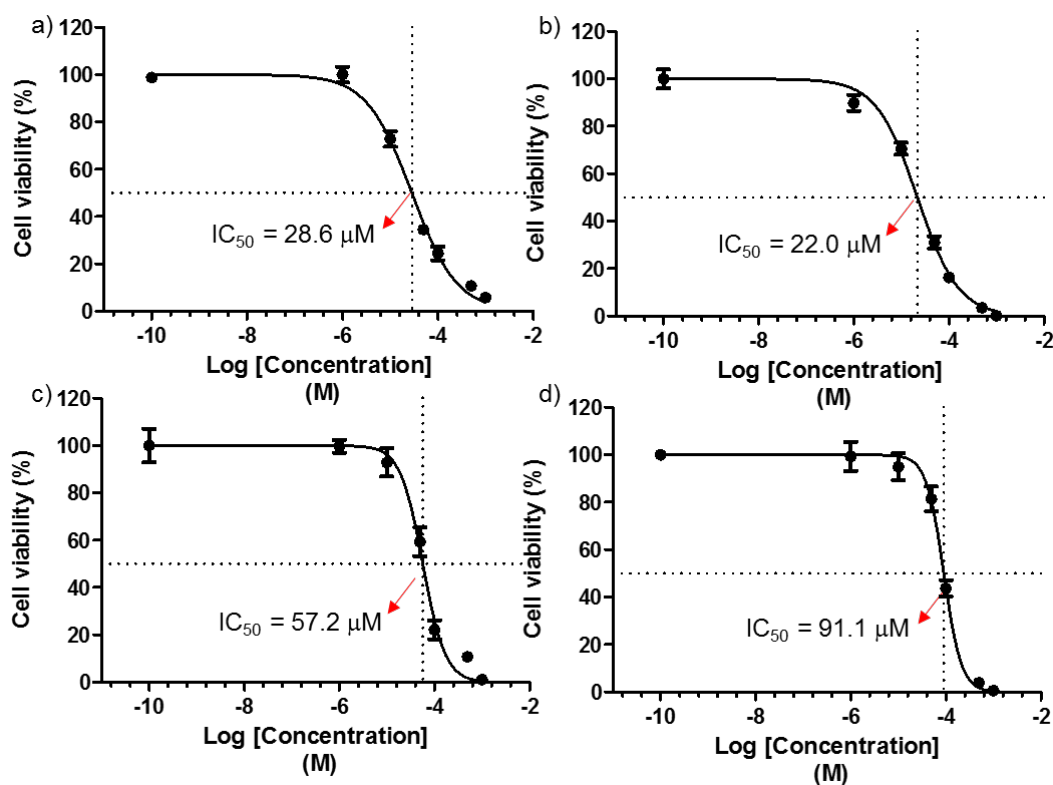 a)
120
100
80
60
40
20
0
Cell viability (%)
IC50 = 28.6 μM
-10 -8 -6 -4 -2
Log [Concentration]
(M)
b)
120
100
80
60
40
20
0
Cell viability (%)
IC50 = 22.0 μM
-10 -8 -6 -4 -2
Log [Concentration]
(M)
c)
120
100
80
60
40
20
0
Cell viability (%)
IC50 = 57.2 μM
-10 -8 -6 -4 -2
Log [Concentration]
(M)
d)
120
100
80
60
40
20
0
Cell viability (%)
IC50 = 91.1 μM
-10 -8 -6 -4 -2
Log [Concentration]
(M)